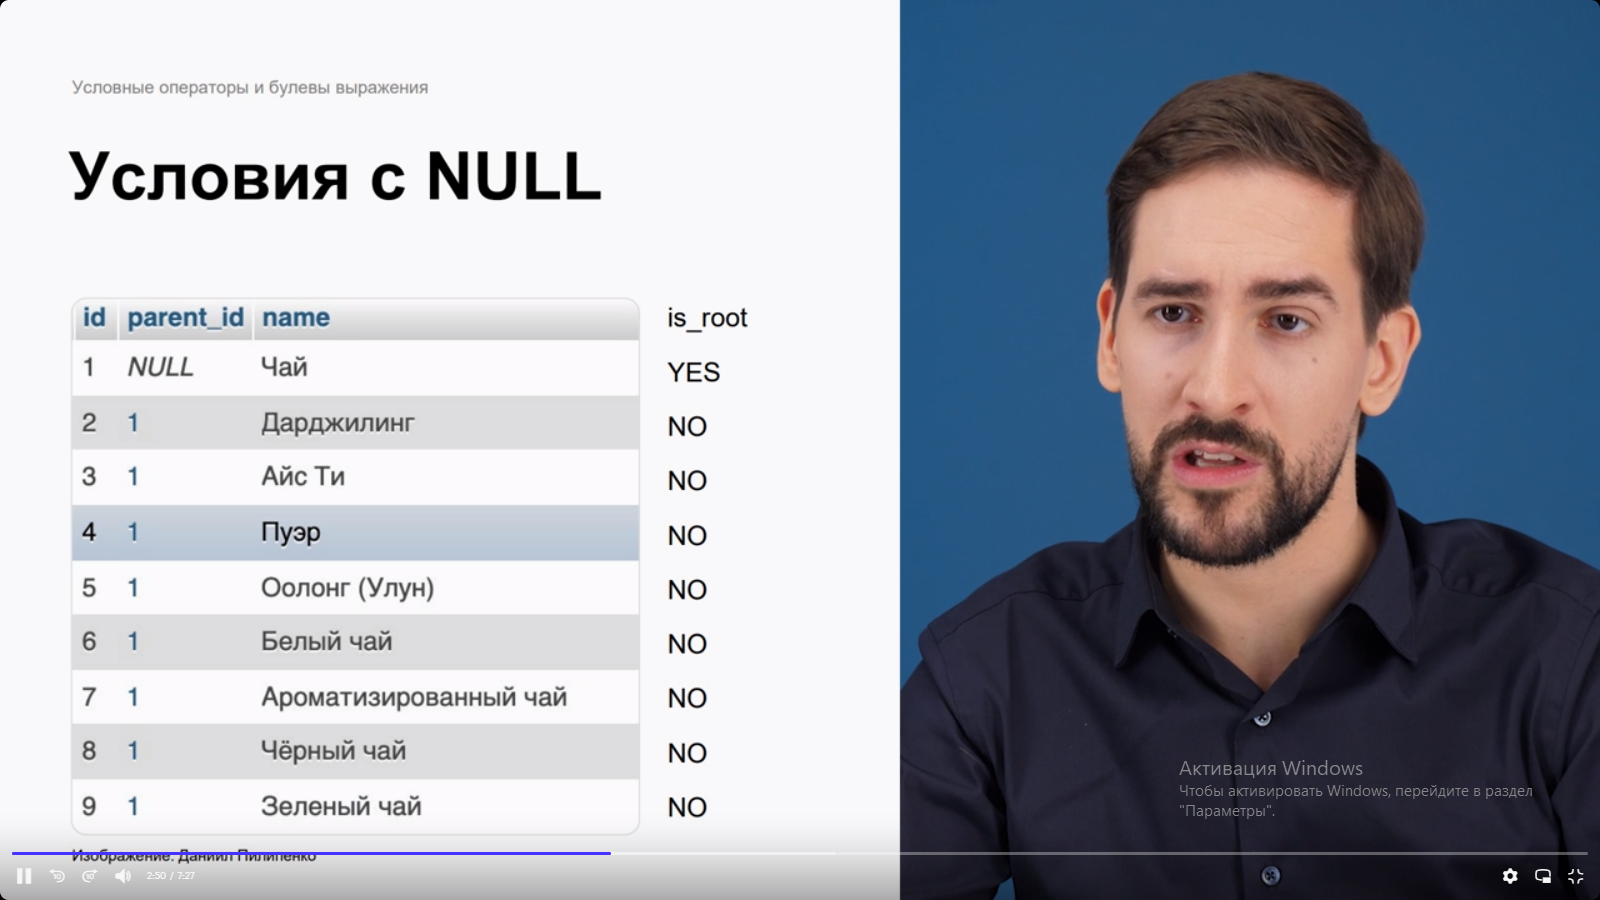 Условные операторы и булевы выражения
Условия с NULL
id parent_id name is_root
1 NULL Чай YES
2 1 Дарджилинг NO
3 1 Айс Ти NO
4 1 Пуэр NO
5 1 Оолонг (Улун) NO
6 1 Белый чай NO
7 1 Ароматизированный чай NO
8 1 Чёрный чай NO
9 1 Зеленый чай NO
Изображение: Даниил Пилипенко
Активация Windows
Чтобы активировать Windows, перейдите в раздел
"Параметры".
10 10 2:50 / 7:27